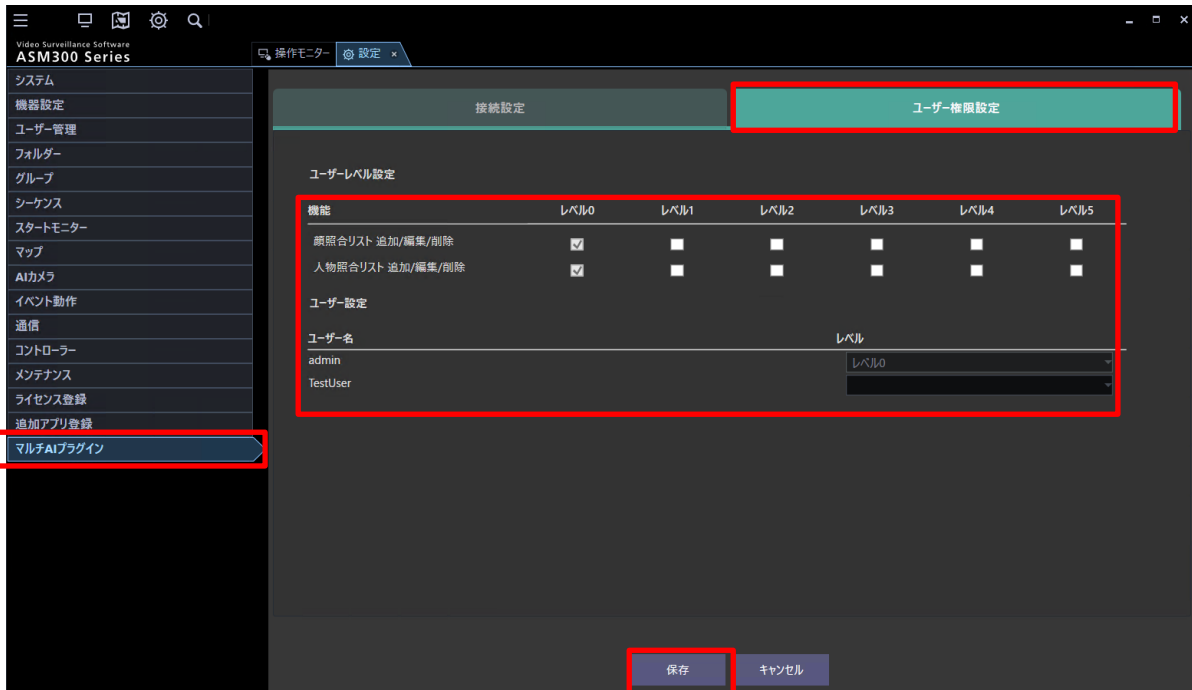 Video Surveillance Software
ASM300 Series
操作モニター
設定 ×
システム
機器設定
ユーザー管理
フォルダー
グループ
シーケンス
スタートモニター
マップ
AIカメラ
イベント動作
通信
コントローラー
メンテナンス
ライセンス登録
追加アプリ登録
マルチAIプラグイン
接続設定
ユーザー権限設定
ユーザーレベル設定
機能 レベル0 レベル1 レベル2 レベル3 レベル4 レベル5
顔照合リスト 追加/編集/削除
人物照合リスト 追加/編集/削除
ユーザー設定
ユーザー名 レベル
admin レベル0
TestUser
保存 キャンセル